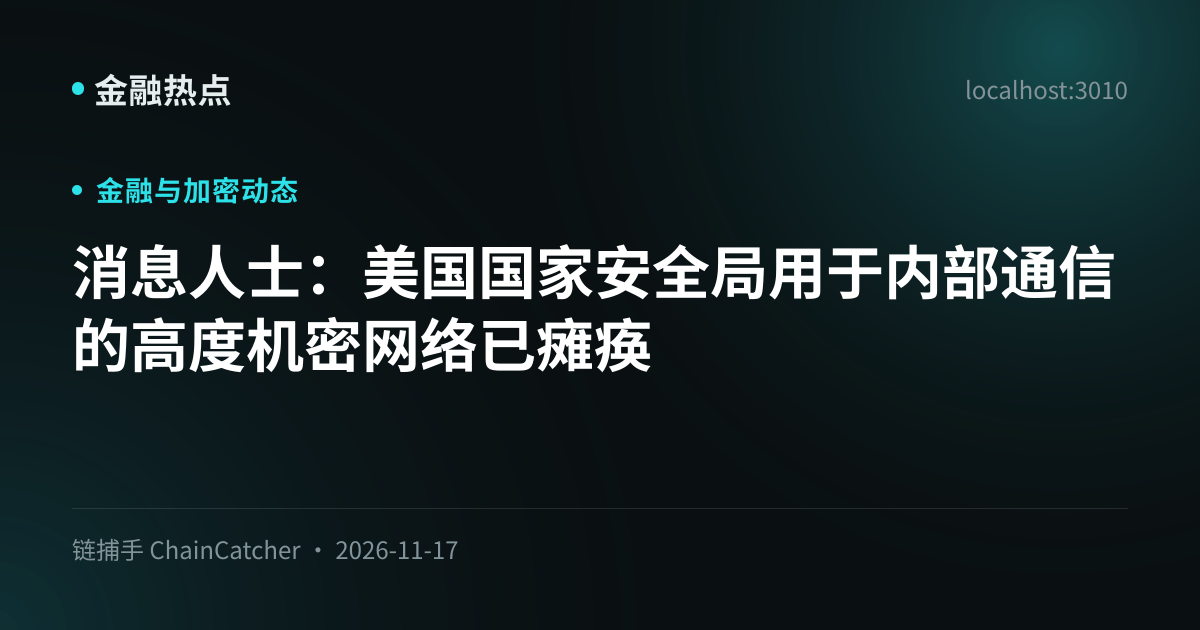 金融热点
localhost:3010
金融与加密动态
消息人士：美国国家安全局用于内部通信
的高度机密网络已瘫痪
链捕手 ChainCatcher · 2026-11-17